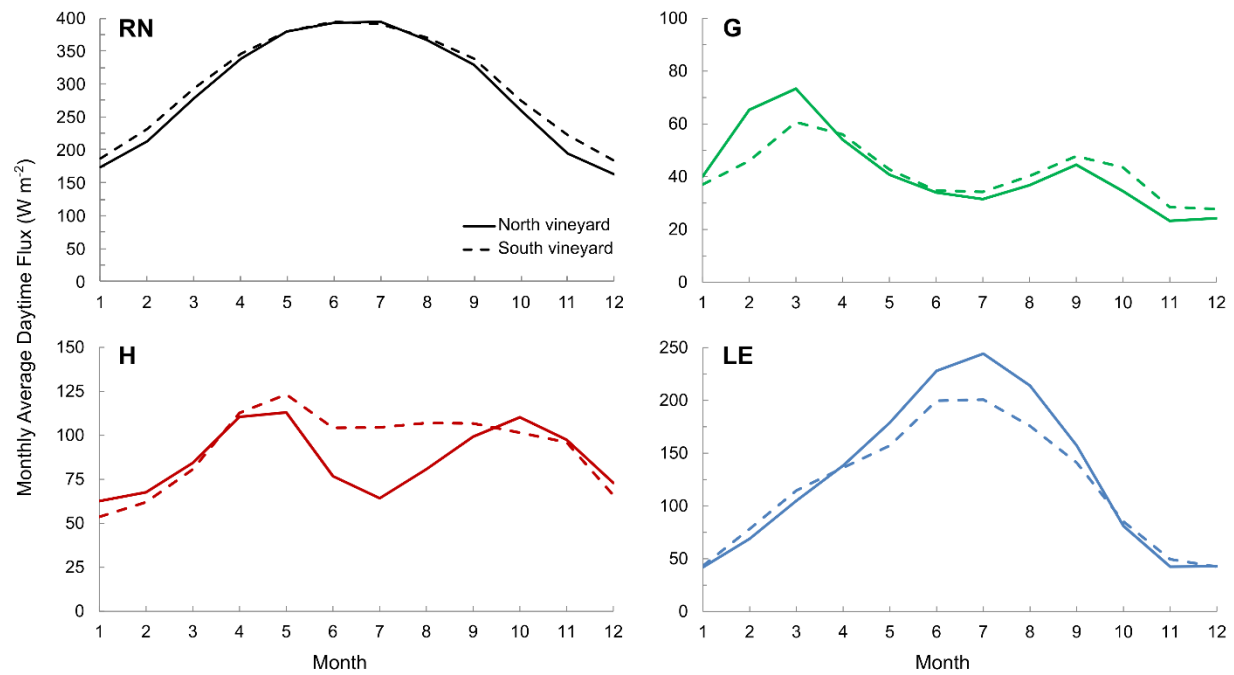 RN
400
350
300
250
200
150
100
50
0
1 2 3 4 5 6 7 8 9 10 11 12
North vineyard
South vineyard
G
100
80
60
40
20
0
1 2 3 4 5 6 7 8 9 10 11 12
Monthly Average Daytime Flux (W m⁻²)
H
150
125
100
75
50
25
0
1 2 3 4 5 6 7 8 9 10 11 12
Month
LE
250
200
150
100
50
0
1 2 3 4 5 6 7 8 9 10 11 12
Month